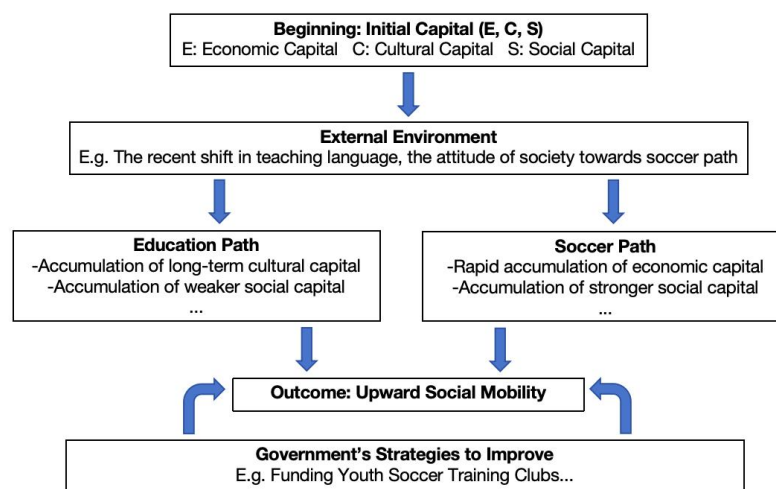 Beginning: Initial Capital (E, C, S)
E: Economic Capital C: Cultural Capital S: Social Capital
External Environment
E.g. The recent shift in teaching language, the attitude of society towards soccer path
Education Path
-Accumulation of long-term cultural capital
-Accumulation of weaker social capital
...
Soccer Path
-Rapid accumulation of economic capital
-Accumulation of stronger social capital
...
Outcome: Upward Social Mobility
Government's Strategies to Improve
E.g. Funding Youth Soccer Training Clubs...